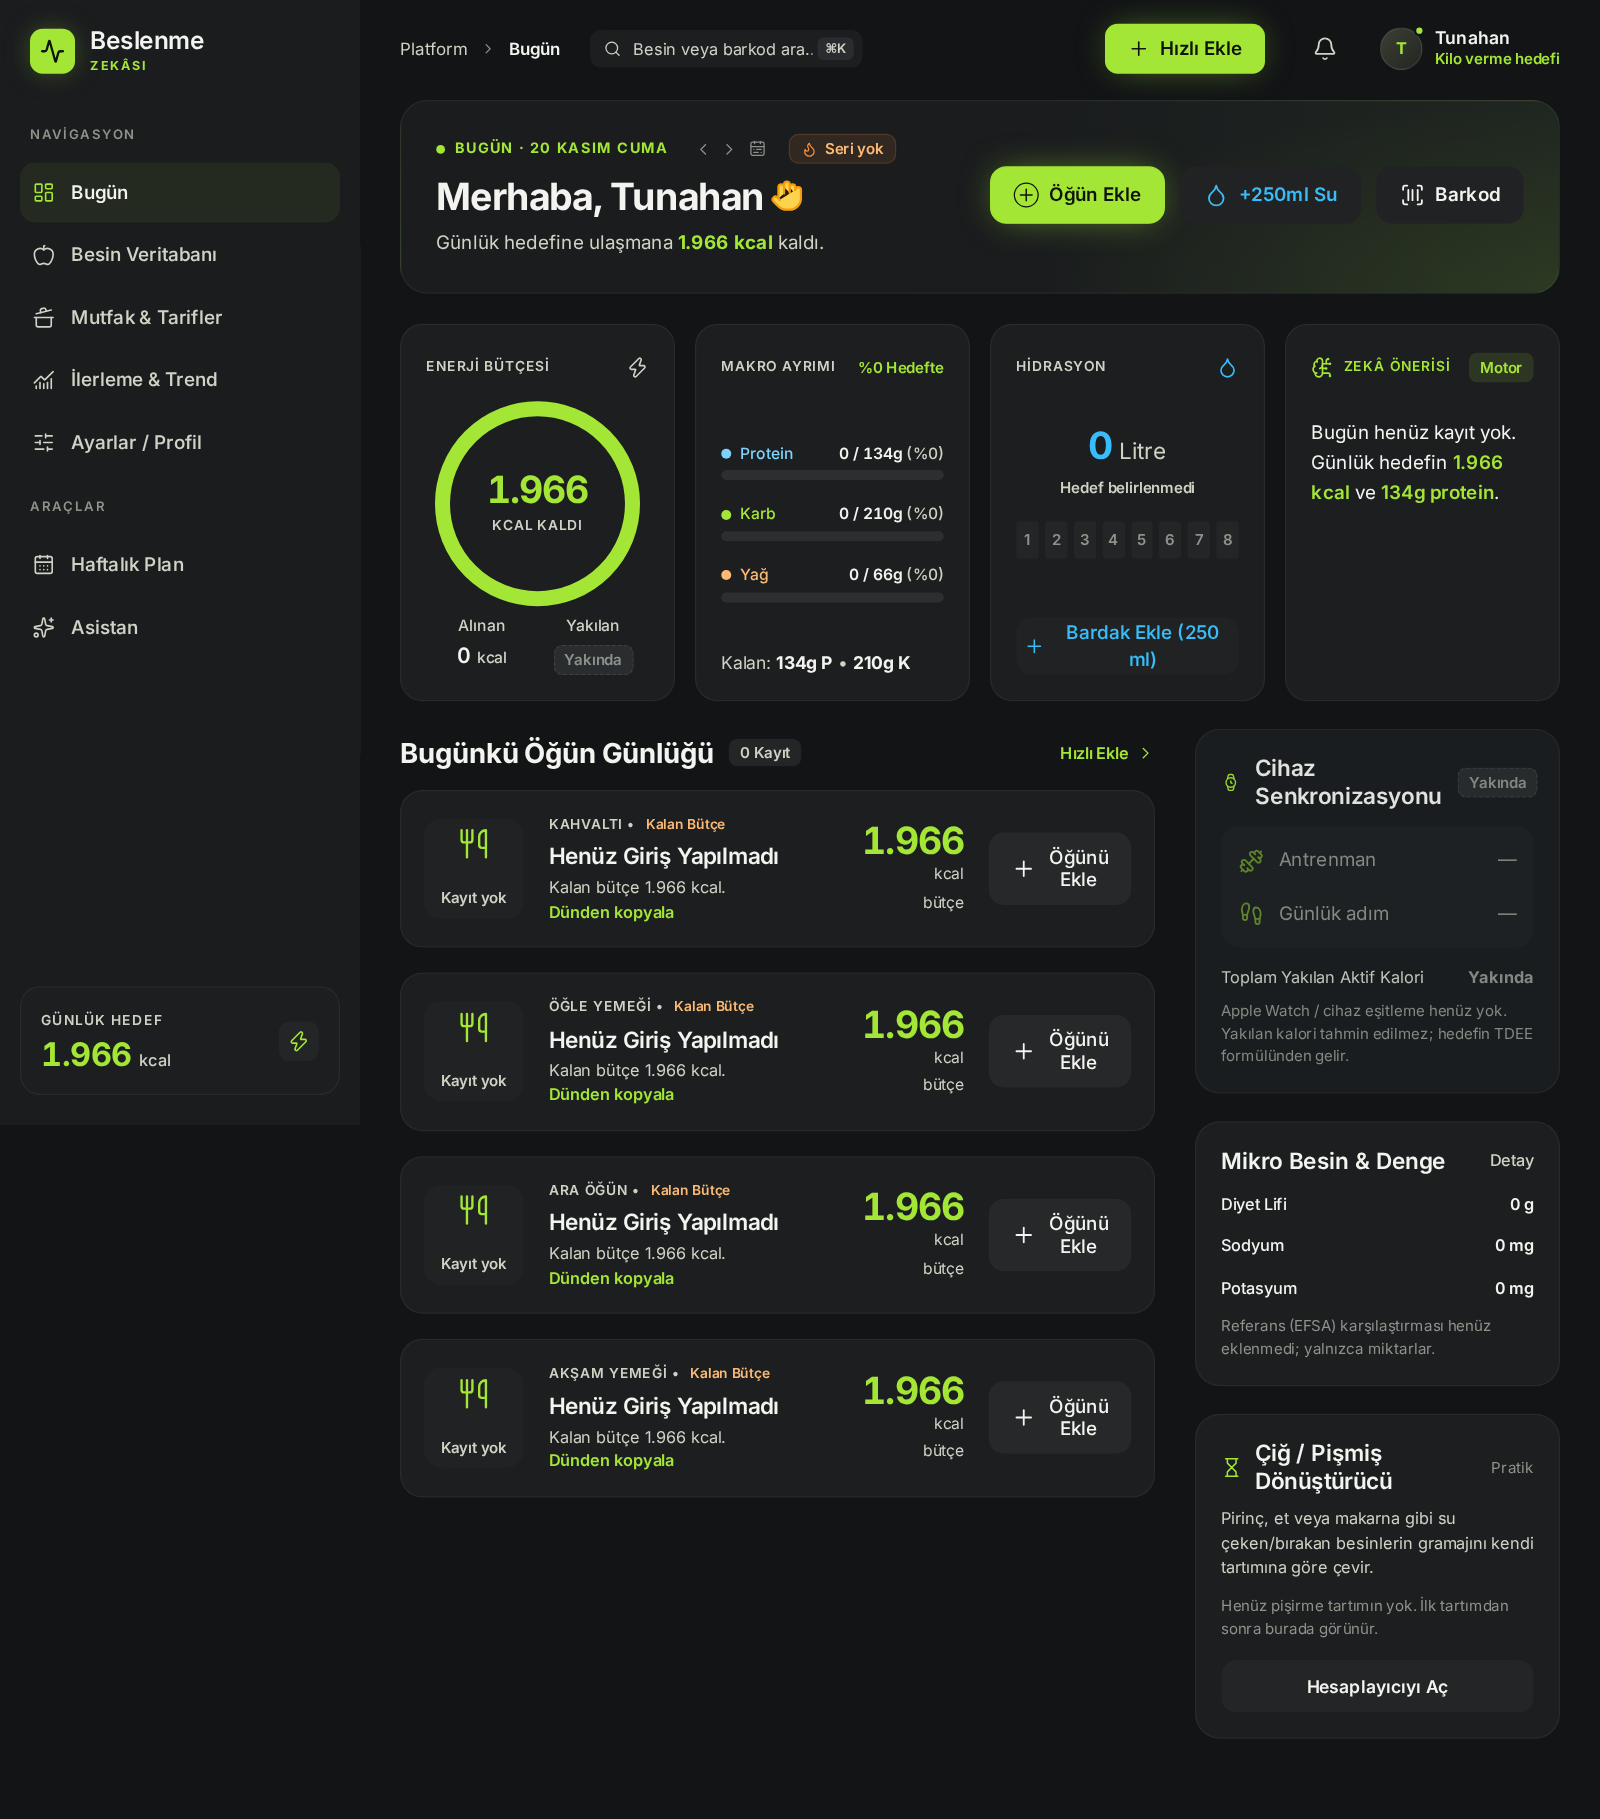 Beslenme
ZEKÂSI
NAVİGASYON
Bugün
Besin Veritabanı
Mutfak & Tarifler
İlerleme & Trend
Ayarlar / Profil
ARAÇLAR
Haftalık Plan
Asistan
GÜNLÜK HEDEF
1.966 kcal
Platform > Bugün
Besin veya barkod ara.. ⌘K
Hızlı Ekle
T
Tunahan
Kilo verme hedefi
BUGÜN · 20 KASIM CUMA
Seri yok
Merhaba, Tunahan
Günlük hedefine ulaşmana 1.966 kcal kaldı.
Öğün Ekle
+250ml Su
Barkod
ENERJİ BÜTÇESİ
1.966
KCAL KALDI
Alınan
0 kcal
Yakılan
Yakında
MAKRO AYRIMI %0 Hedefte
Protein 0 / 134g (%0)
Karb 0 / 210g (%0)
Yağ 0 / 66g (%0)
Kalan: 134g P • 210g K
HİDRASYON
0 Litre
Hedef belirlenmedi
1 2 3 4 5 6 7 8
Bardak Ekle (250
ml)
ZEKÂ ÖNERİSİ Motor
Bugün henüz kayıt yok.
Günlük hedefin 1.966
kcal ve 134g protein.
Bugünkü Öğün Günlüğü 0 Kayıt
Hızlı Ekle
Kayıt yok
KAHVALTI • Kalan Bütçe
Henüz Giriş Yapılmadı
Kalan bütçe 1.966 kcal.
Dünden kopyala
1.966
kcal
bütçe
Öğünü
Ekle
Kayıt yok
ÖĞLE YEMEĞİ • Kalan Bütçe
Henüz Giriş Yapılmadı
Kalan bütçe 1.966 kcal.
Dünden kopyala
1.966
kcal
bütçe
Öğünü
Ekle
Kayıt yok
ARA ÖĞÜN • Kalan Bütçe
Henüz Giriş Yapılmadı
Kalan bütçe 1.966 kcal.
Dünden kopyala
1.966
kcal
bütçe
Öğünü
Ekle
Kayıt yok
AKŞAM YEMEĞİ • Kalan Bütçe
Henüz Giriş Yapılmadı
Kalan bütçe 1.966 kcal.
Dünden kopyala
1.966
kcal
bütçe
Öğünü
Ekle
Cihaz
Senkronizasyonu
Yakında
Antrenman —
Günlük adım —
Toplam Yakılan Aktif Kalori Yakında
Apple Watch / cihaz eşitleme henüz yok.
Yakılan kalori tahmin edilmez; hedefin TDEE
formülünden gelir.
Mikro Besin & Denge Detay
Diyet Lifi 0 g
Sodyum 0 mg
Potasyum 0 mg
Referans (EFSA) karşılaştırması henüz
eklenmedi; yalnızca miktarlar.
Çiğ / Pişmiş
Dönüştürücü
Pratik
Pirinç, et veya makarna gibi su
çeken/bırakan besinlerin gramajını kendi
tartımına göre çevir.
Henüz pişirme tartımın yok. İlk tartımdan
sonra burada görünür.
Hesaplayıcıyı Aç